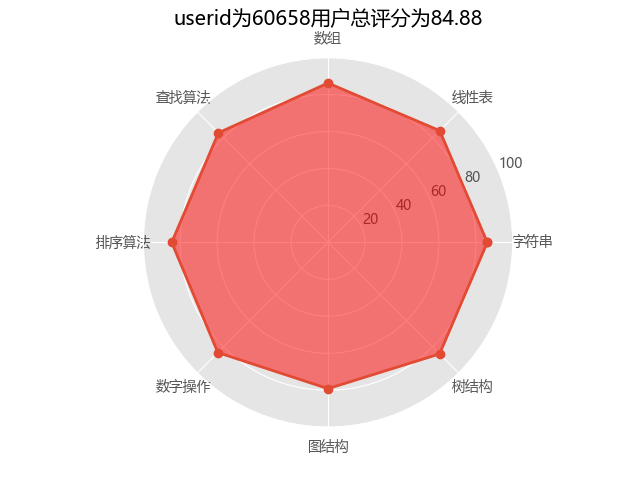 userid为60658用户总评分为84.88
数组
查找算法
线性表
100
80
60
40
20
排序算法
字符串
数字操作
树结构
图结构